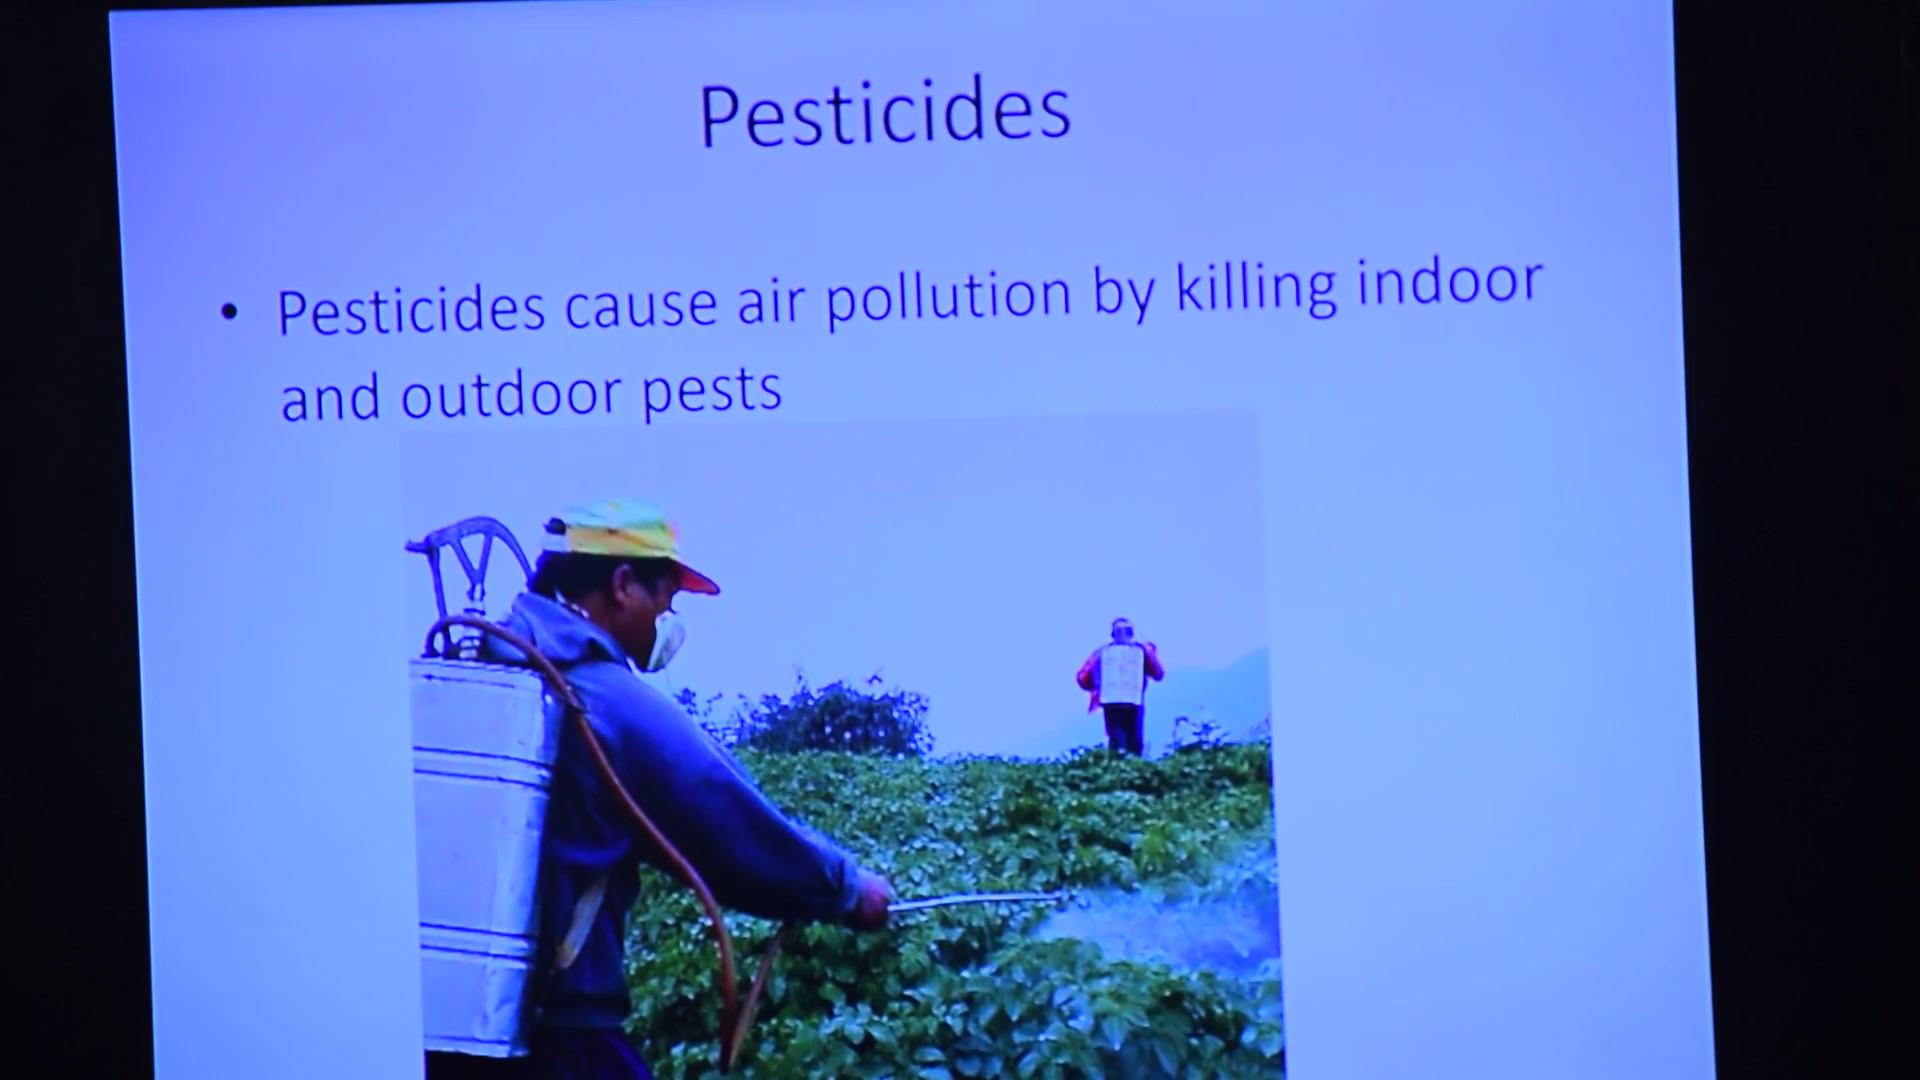 Pesticides
• Pesticides cause air pollution by killing indoor
and outdoor pests